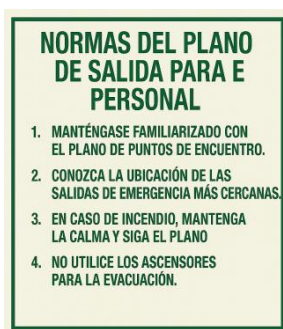 NORMAS DEL PLANO
DE SALIDA PARA E
PERSONAL
1. MANTÉNGASE FAMILIARIZADO CON
EL PLANO DE PUNTOS DE ENCUENTRO.
2. CONOZCA LA UBICACIÓN DE LAS
SALIDAS DE EMERGENCIA MÁS CERCANAS.
3. EN CASO DE INCENDIO, MANTENGA
LA CALMA Y SIGA EL PLANO
4. NO UTILICE LOS ASCENSORES
PARA LA EVACUACIÓN.